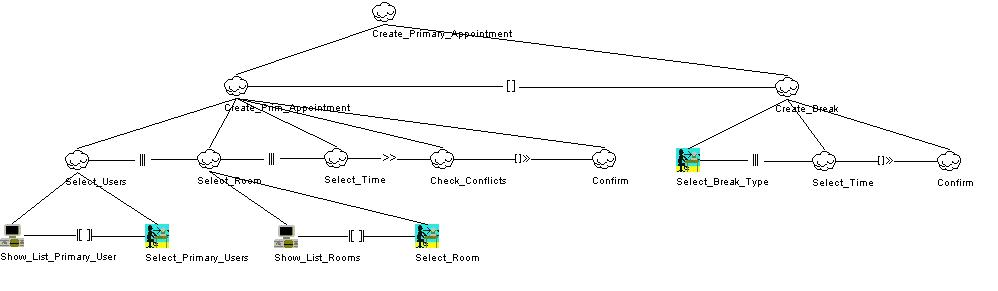 Create_Primary_Appointment
[]
Create_Prim_Appointment
Create_Break
|||
|||
>>
[]»
|||
[]»
Select_Users
Select_Room
Select_Time
Check_Conflicts
Confirm
Select_Break_Type
Select_Time
Confirm
|[ ]|
|[ ]|
Show_List_Primary_User
Select_Primary_Users
Show_List_Rooms
Select_Room